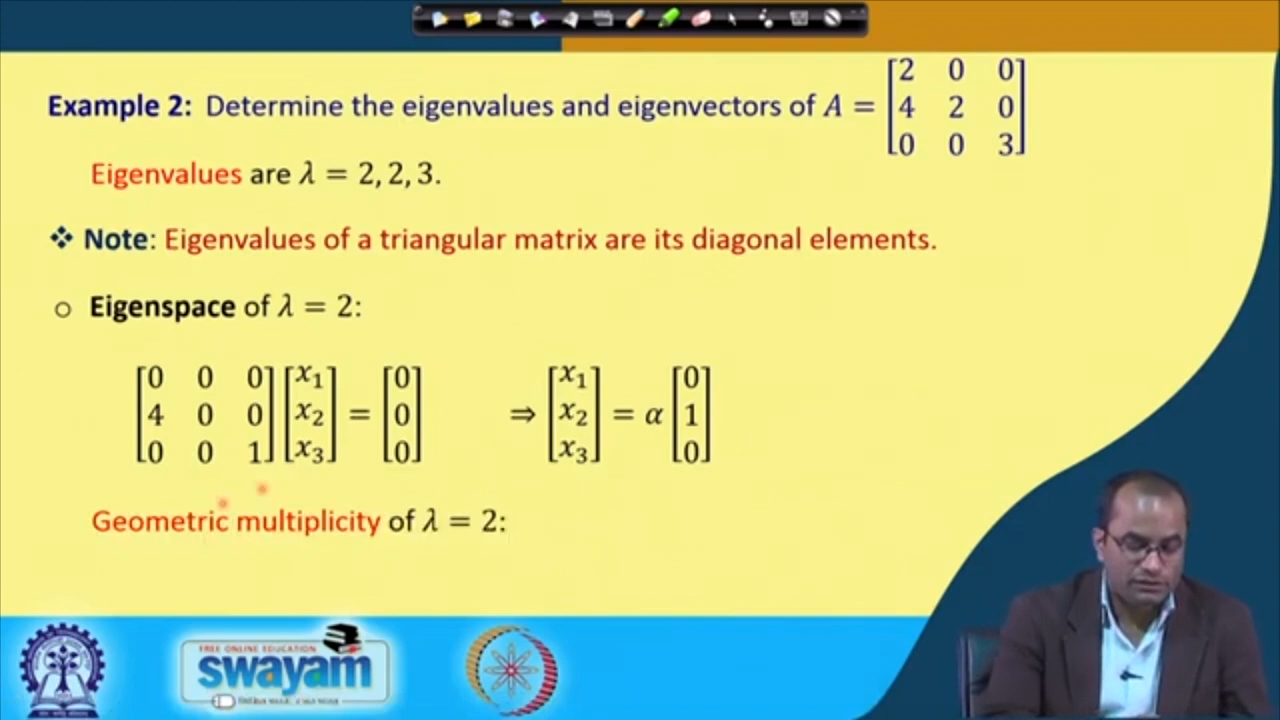 Example 2: Determine the eigenvalues and eigenvectors of A = [2 0 0
4 2 0
0 0 3]
Eigenvalues are λ = 2, 2, 3.
❖ Note: Eigenvalues of a triangular matrix are its diagonal elements.
o Eigenspace of λ = 2:
[0 0 0; 4 0 0; 0 0 1] [x₁; x₂; x₃] = [0; 0; 0] ⇒ [x₁; x₂; x₃] = α [0; 1; 0]
Geometric multiplicity of λ = 2:
FREE ONLINE EDUCATION
swayam